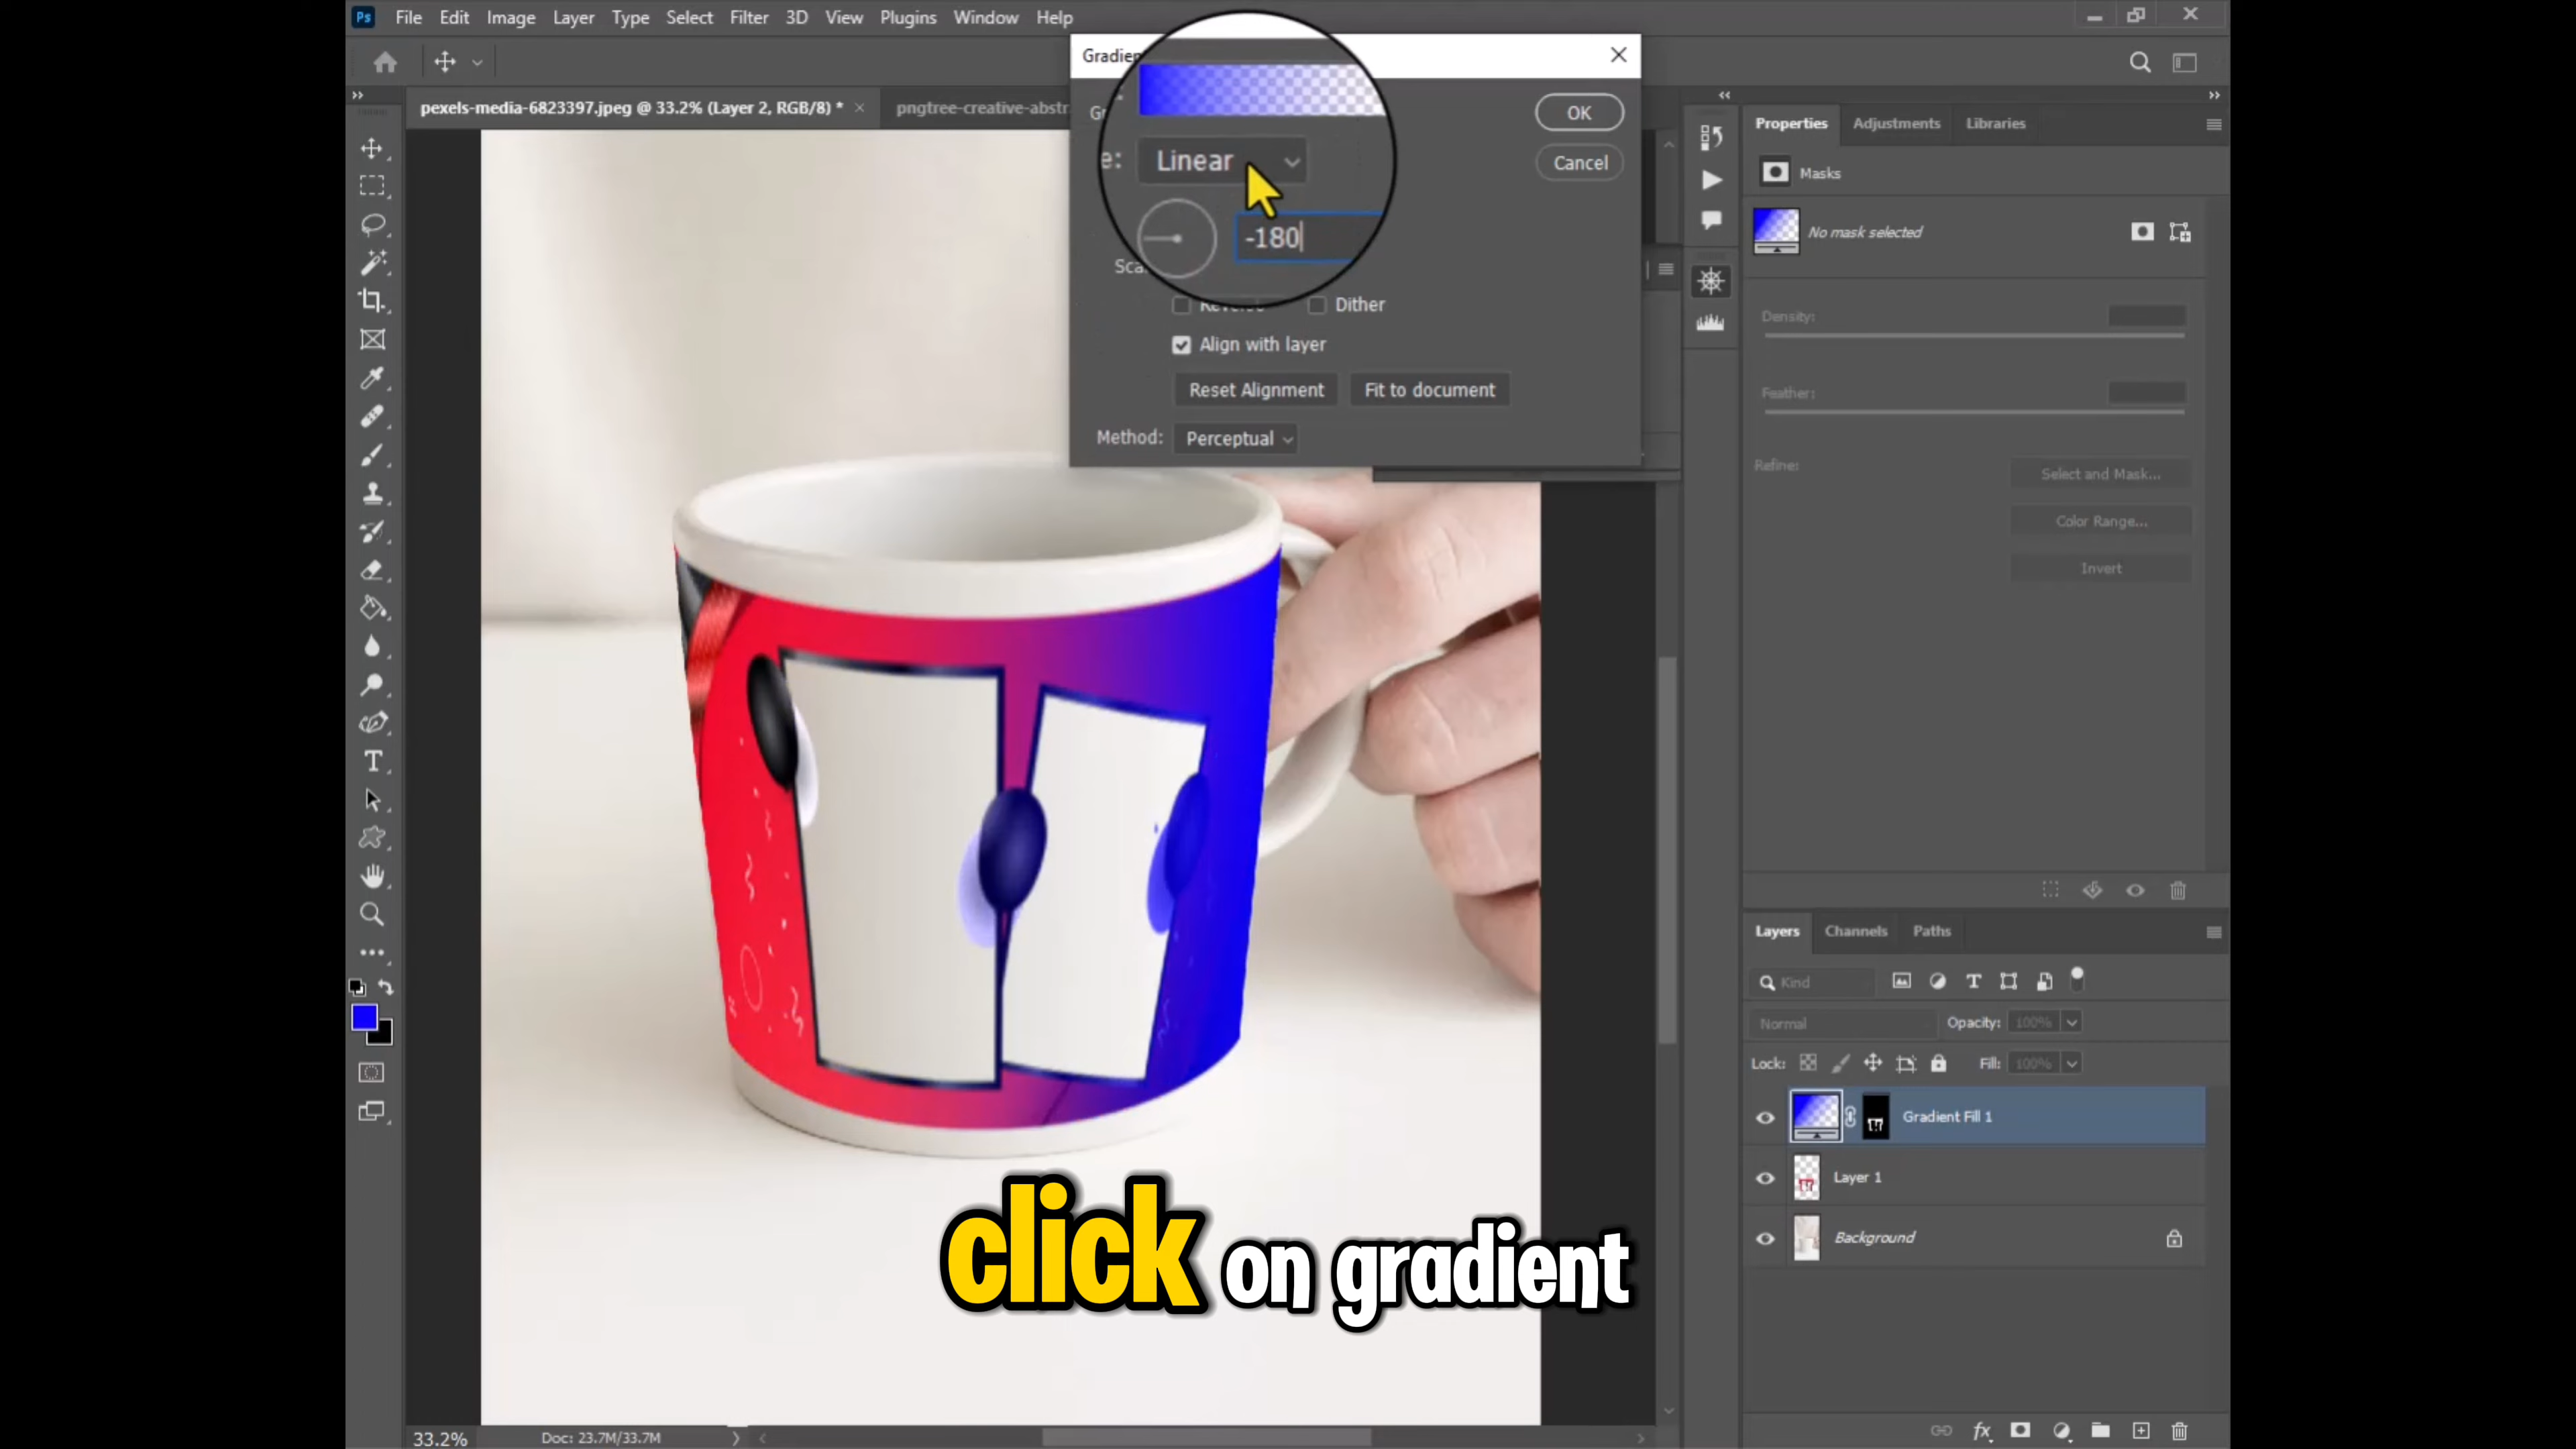 Ps File Edit Image Layer Type Select Filter 3D View Plugins Window Help
pexels-media-6823397.jpeg @ 33.2% (Layer 2, RGB/8) * ×
pngtree-creative-abstr
OK
e: Linear
Cancel
-180
Dither
Align with layer
Reset Alignment Fit to document
Method: Perceptual
Properties Adjustments Libraries
Masks
No mask selected
Density:
Feather:
Refine:
Select and Mask...
Color Range...
Invert
Layers Channels Paths
Kind
Normal Opacity: 100%
Lock: Fill: 100%
Gradient Fill 1
Layer 1
Background
click on gradient
33.2% Doc: 23.7M/33.7M